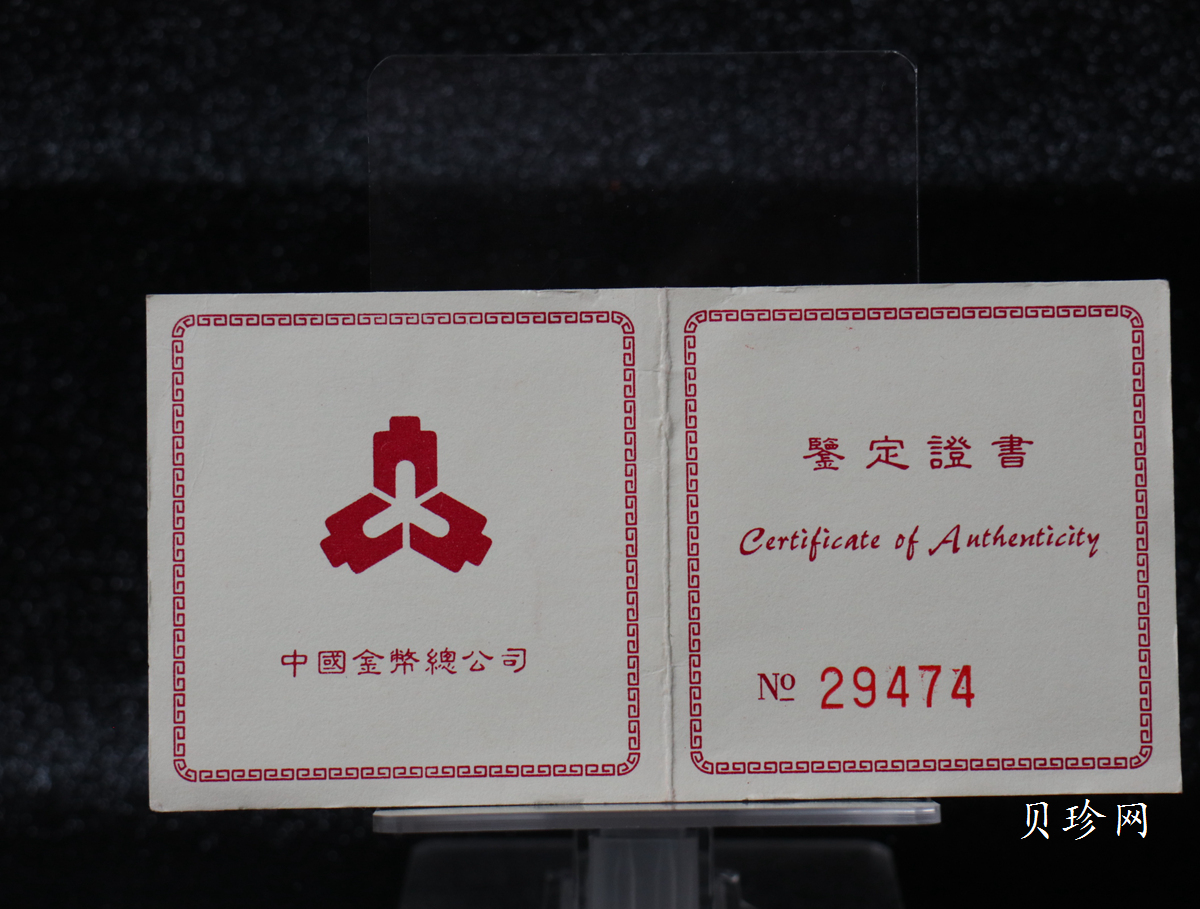 中國金幣總公司
鑒定證書
Certificate of Authenticity
№ 29474
贝珍网